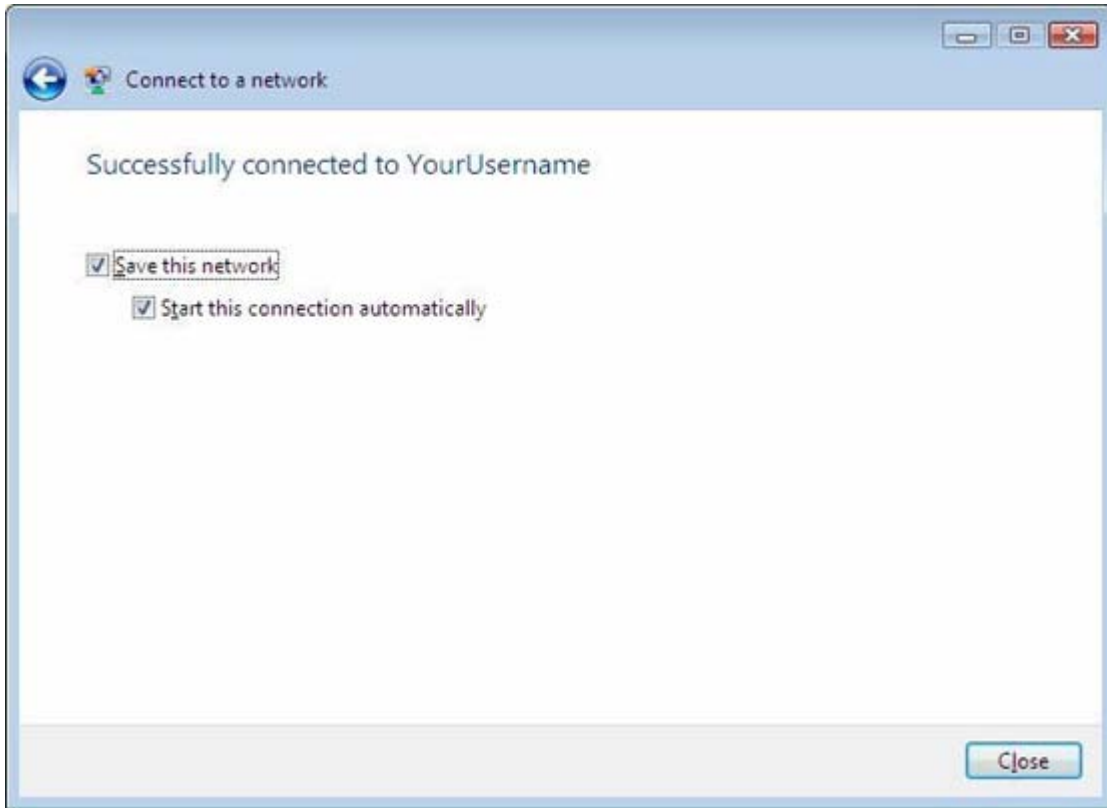 Connect to a network
Successfully connected to YourUsername
Save this network
Start this connection automatically
Close